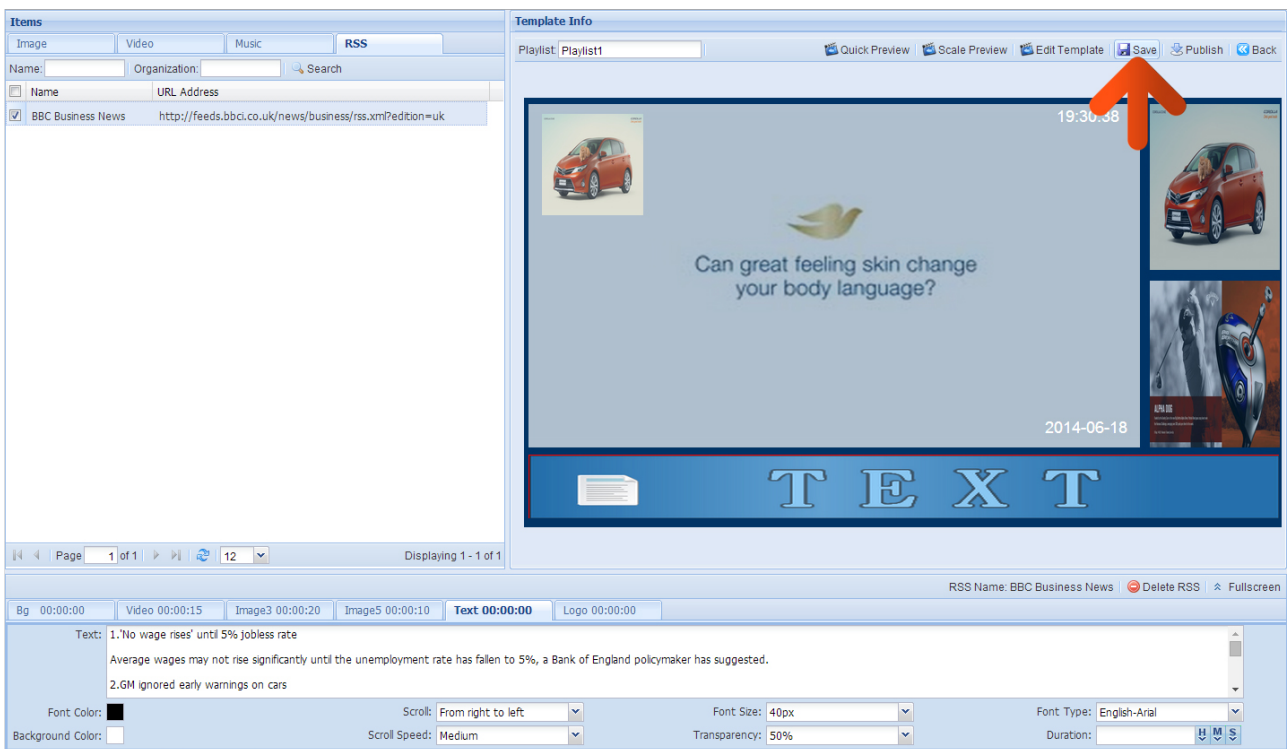 Items
Image Video Music RSS
Name: Organization: Search
Name URL Address
BBC Business News http://feeds.bbci.co.uk/news/business/rss.xml?edition=uk
Page 1 of 1 12 Displaying 1 - 1 of 1
Template Info
Playlist: Playlist1 Quick Preview Scale Preview Edit Template Save Publish Back
19:30:38
Can great feeling skin change
your body language?
ALPHA DOG
2014-06-18
TEXT
RSS Name: BBC Business News Delete RSS Fullscreen
Bg 00:00:00 Video 00:00:15 Image3 00:00:20 Image5 00:00:10 Text 00:00:00 Logo 00:00:00
Text: 1.'No wage rises' until 5% jobless rate
Average wages may not rise significantly until the unemployment rate has fallen to 5%, a Bank of England policymaker has suggested.
2.GM ignored early warnings on cars
Font Color: Scroll: From right to left Font Size: 40px Font Type: English-Arial
Background Color: Scroll Speed: Medium Transparency: 50% Duration: H M S